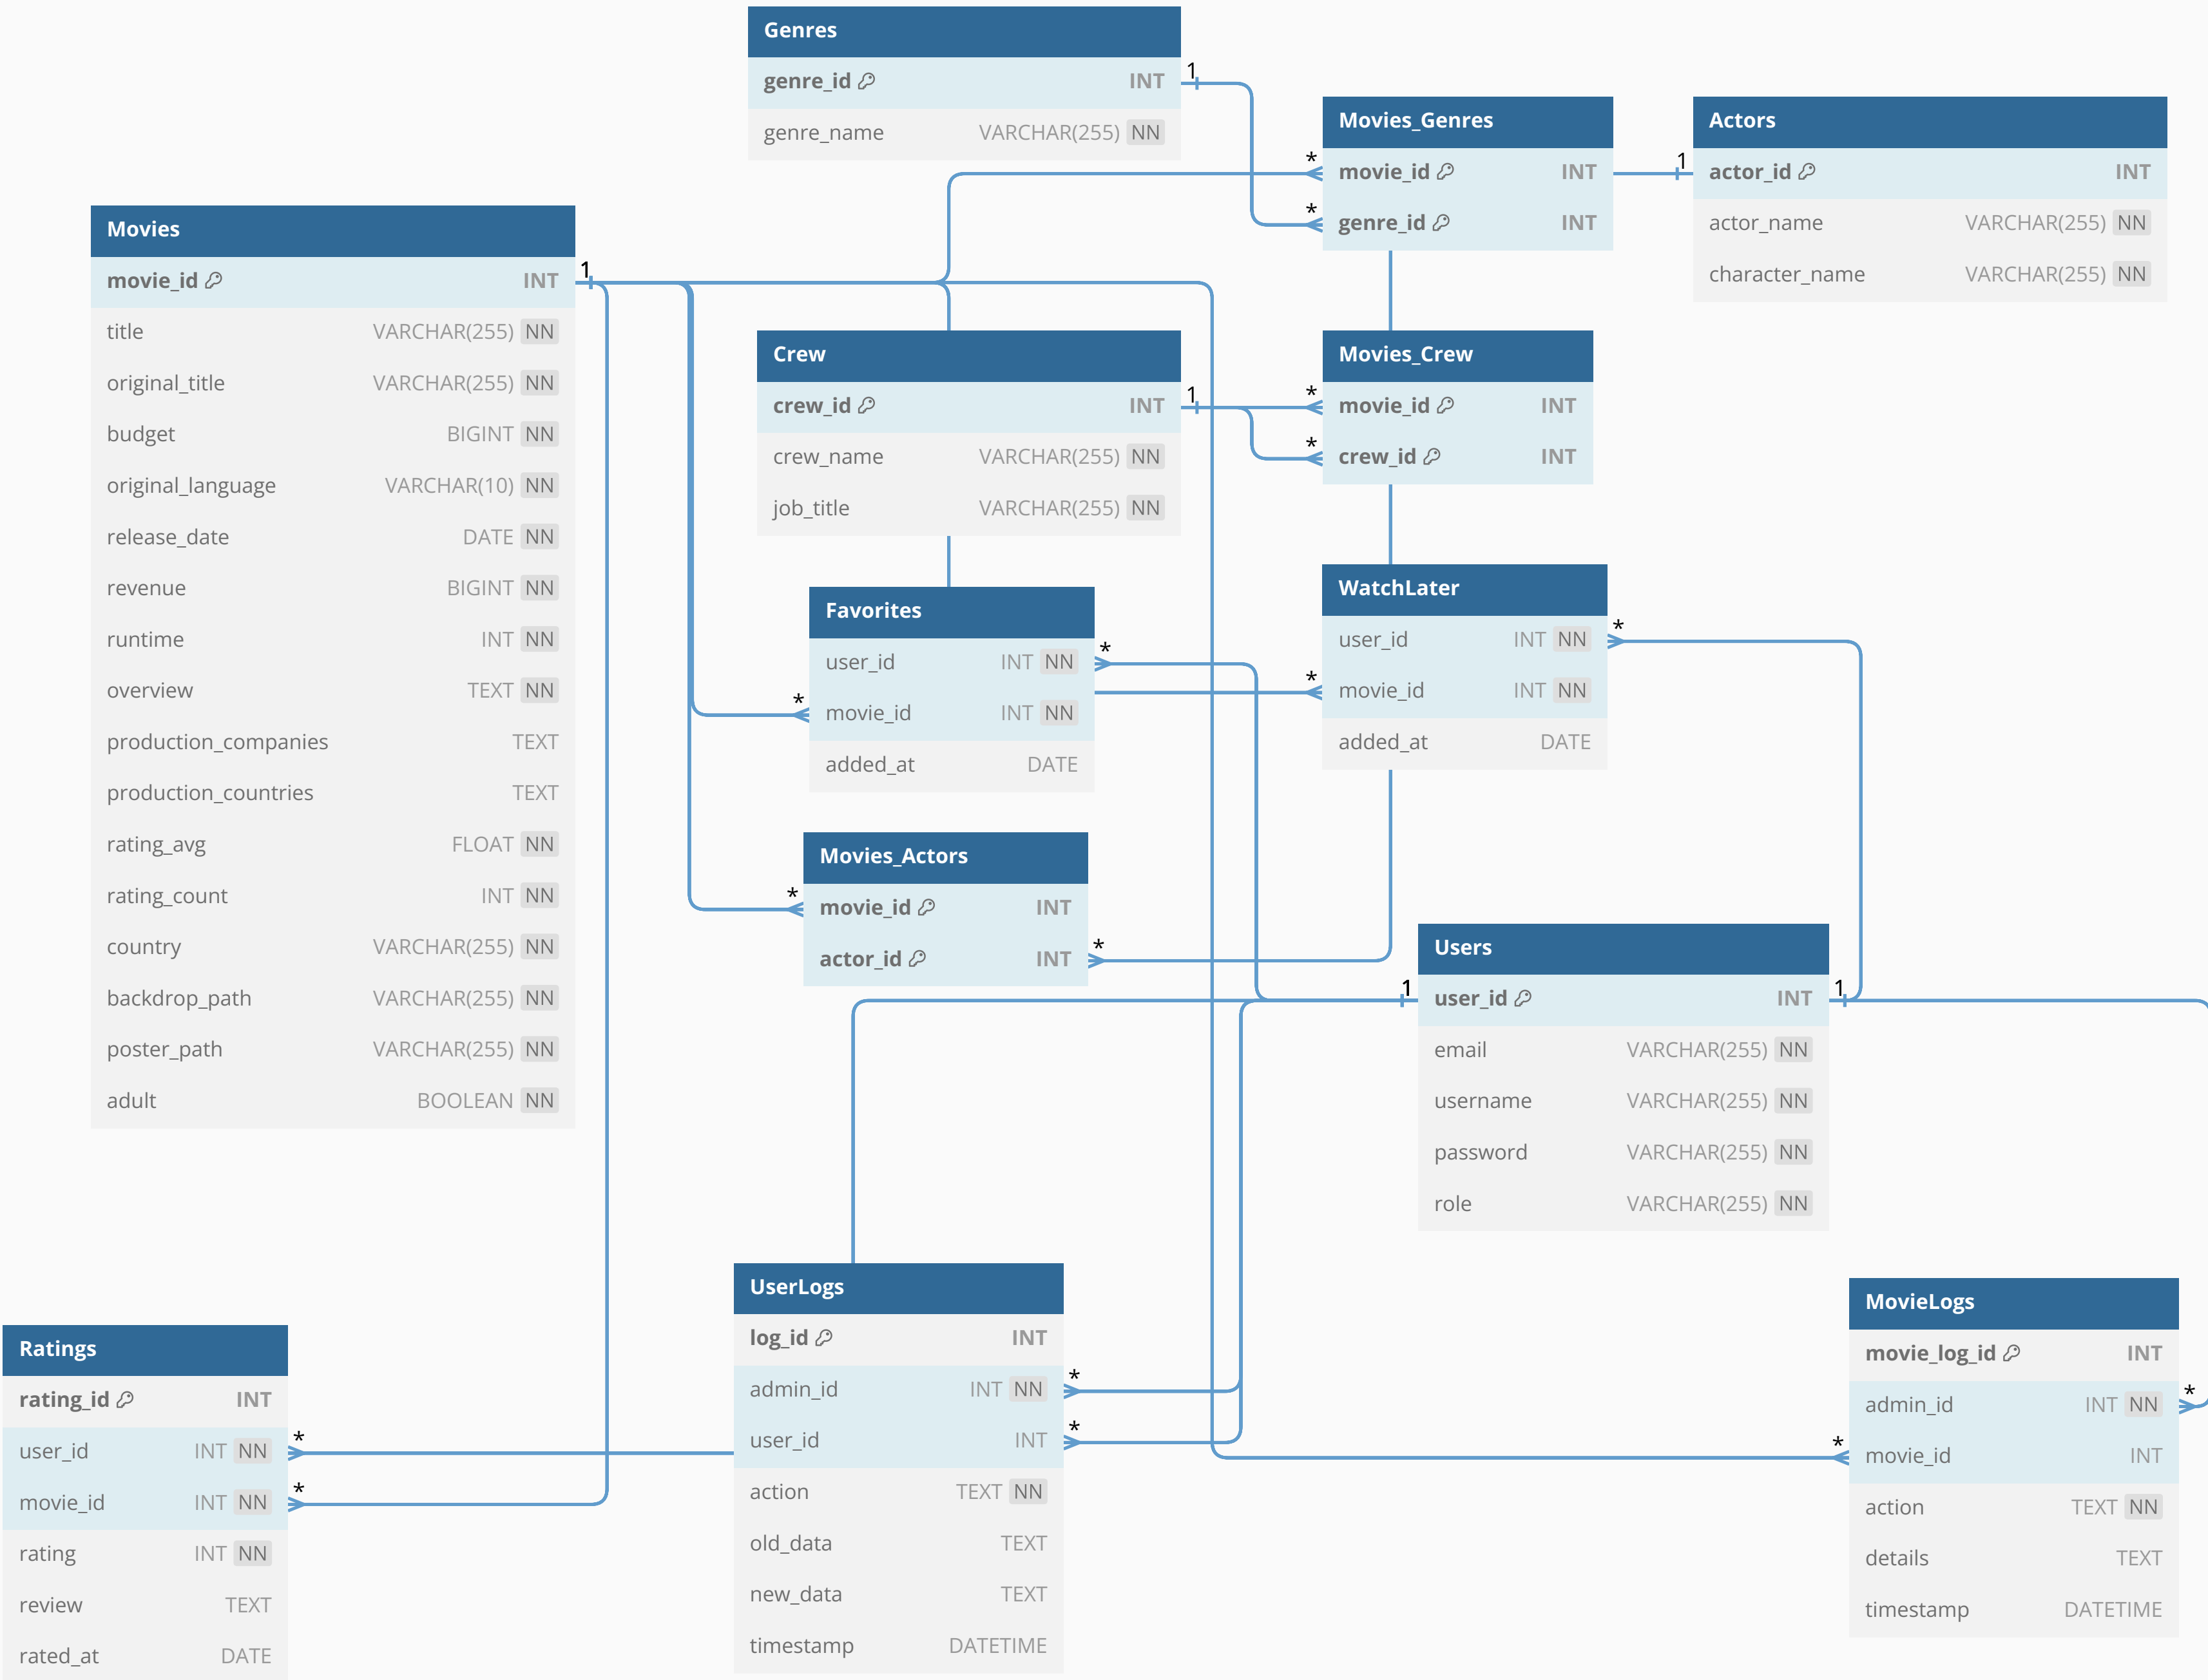 Genres
genre_id INT
genre_name VARCHAR(255) NN
Movies_Genres
movie_id INT
genre_id INT
Actors
actor_id INT
actor_name VARCHAR(255) NN
character_name VARCHAR(255) NN
Movies
movie_id INT
title VARCHAR(255) NN
original_title VARCHAR(255) NN
budget BIGINT NN
original_language VARCHAR(10) NN
release_date DATE NN
revenue BIGINT NN
runtime INT NN
overview TEXT NN
production_companies TEXT
production_countries TEXT
rating_avg FLOAT NN
rating_count INT NN
country VARCHAR(255) NN
backdrop_path VARCHAR(255) NN
poster_path VARCHAR(255) NN
adult BOOLEAN NN
Crew
crew_id INT
crew_name VARCHAR(255) NN
job_title VARCHAR(255) NN
Movies_Crew
movie_id INT
crew_id INT
Favorites
user_id INT NN
movie_id INT NN
added_at DATE
WatchLater
user_id INT NN
movie_id INT NN
added_at DATE
Movies_Actors
movie_id INT
actor_id INT
Users
user_id INT
email VARCHAR(255) NN
username VARCHAR(255) NN
password VARCHAR(255) NN
role VARCHAR(255) NN
Ratings
rating_id INT
user_id INT NN
movie_id INT NN
rating INT NN
review TEXT
rated_at DATE
UserLogs
log_id INT
admin_id INT NN
user_id INT
action TEXT NN
old_data TEXT
new_data TEXT
timestamp DATETIME
MovieLogs
movie_log_id INT
admin_id INT NN
movie_id INT
action TEXT NN
details TEXT
timestamp DATETIME
1
*
*
1
1
1
*
*
*
*
*
*
*
*
1
1
*
*
*
*
*
*